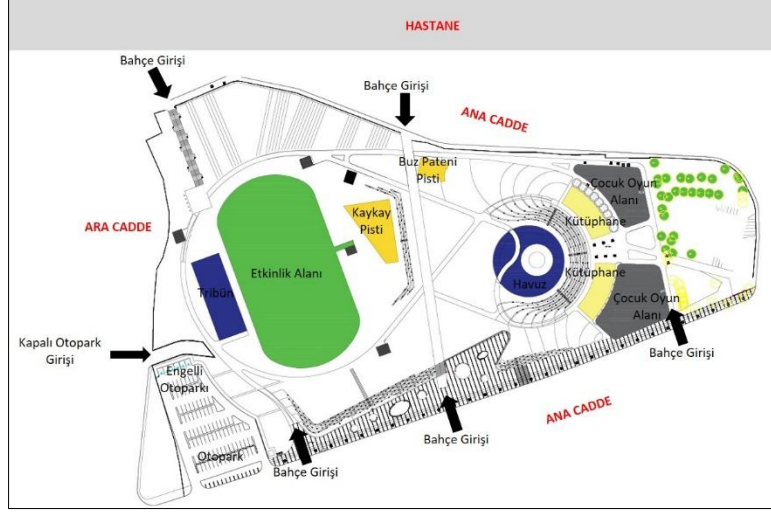 HASTANE
Bahçe Girişi
Bahçe Girişi
ANA CADDE
Buz Pateni
Pisti
Çocuk Oyun
Alanı
Kaykay
Pisti
Kütüphane
ARA CADDE
Etkinlik Alanı
Kütüphane
Tribün
Havuz
Çocuk Oyun
Alanı
Kapalı Otopark
Girişi
Bahçe Girişi
Engelli
Otoparkı
ANA CADDE
Bahçe Girişi
Otopark
Bahçe Girişi